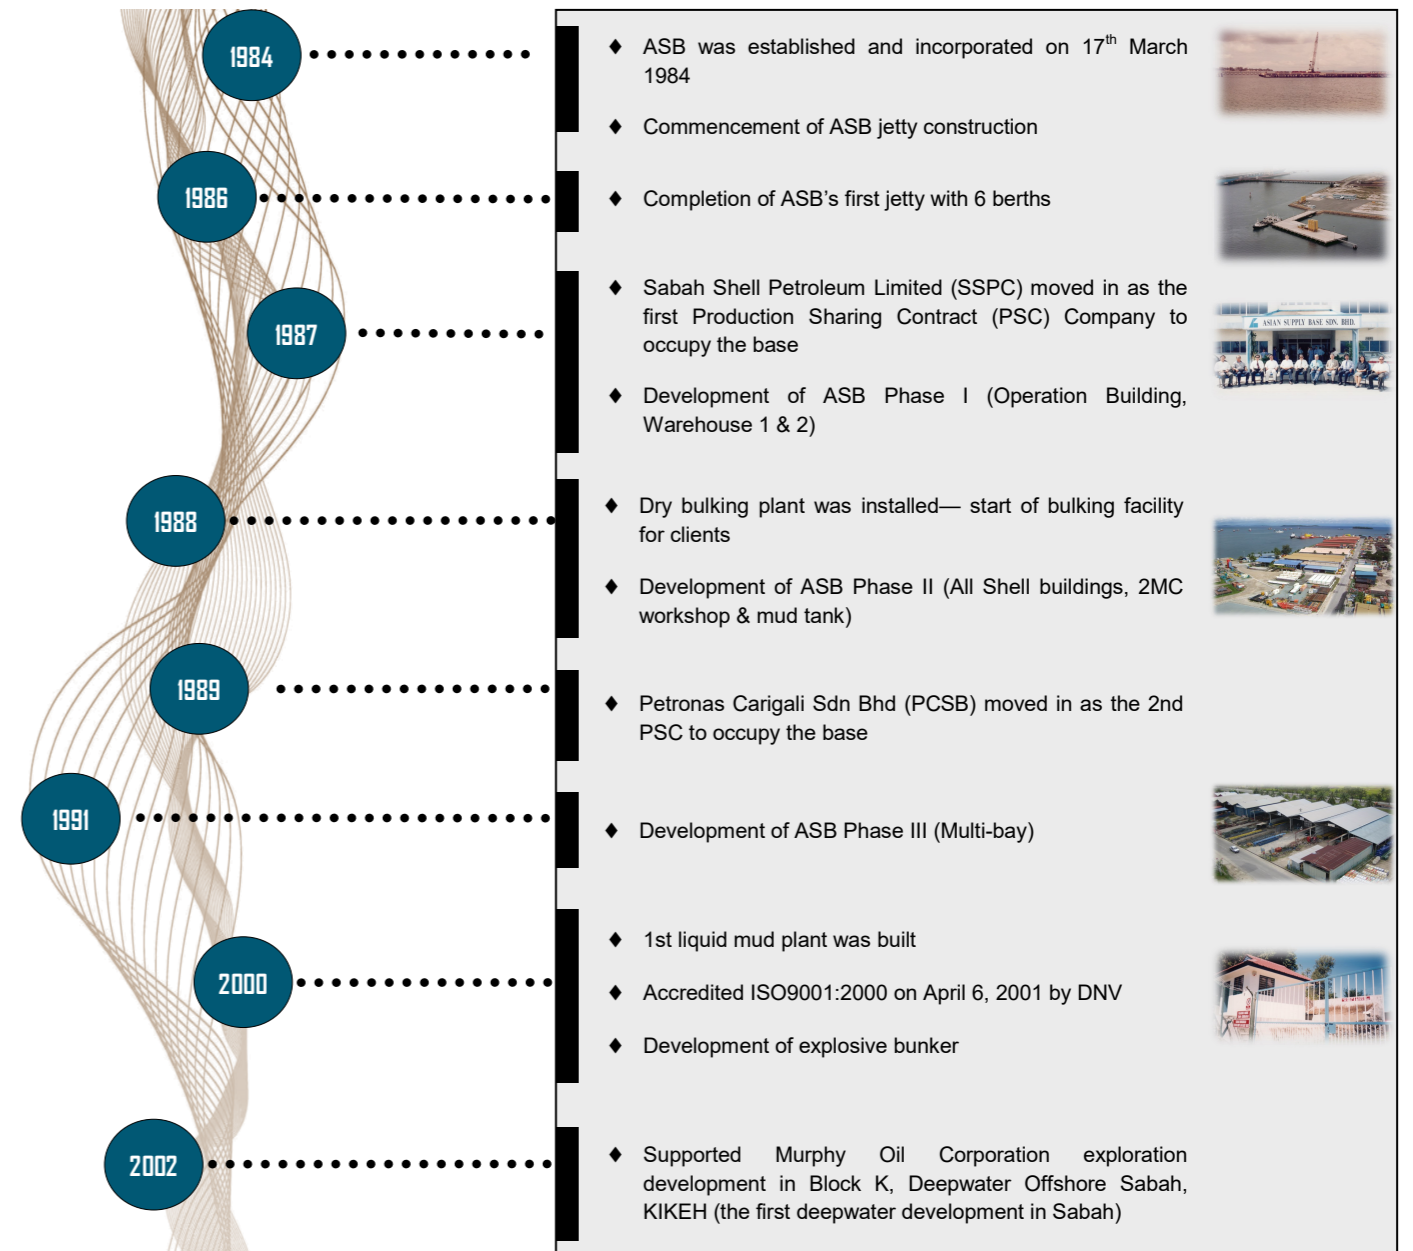 1984
♦ ASB was established and incorporated on 17th March
1984
♦ Commencement of ASB jetty construction
1986
♦ Completion of ASB’s first jetty with 6 berths
1987
♦ Sabah Shell Petroleum Limited (SSPC) moved in as the
first Production Sharing Contract (PSC) Company to
occupy the base
♦ Development of ASB Phase I (Operation Building,
Warehouse 1 & 2)
ASIAN SUPPLY BASE SDN. BHD.
1988
♦ Dry bulking plant was installed— start of bulking facility
for clients
♦ Development of ASB Phase II (All Shell buildings, 2MC
workshop & mud tank)
1989
♦ Petronas Carigali Sdn Bhd (PCSB) moved in as the 2nd
PSC to occupy the base
1991
♦ Development of ASB Phase III (Multi-bay)
2000
♦ 1st liquid mud plant was built
♦ Accredited ISO9001:2000 on April 6, 2001 by DNV
♦ Development of explosive bunker
2002
♦ Supported Murphy Oil Corporation exploration
development in Block K, Deepwater Offshore Sabah,
KIKEH (the first deepwater development in Sabah)